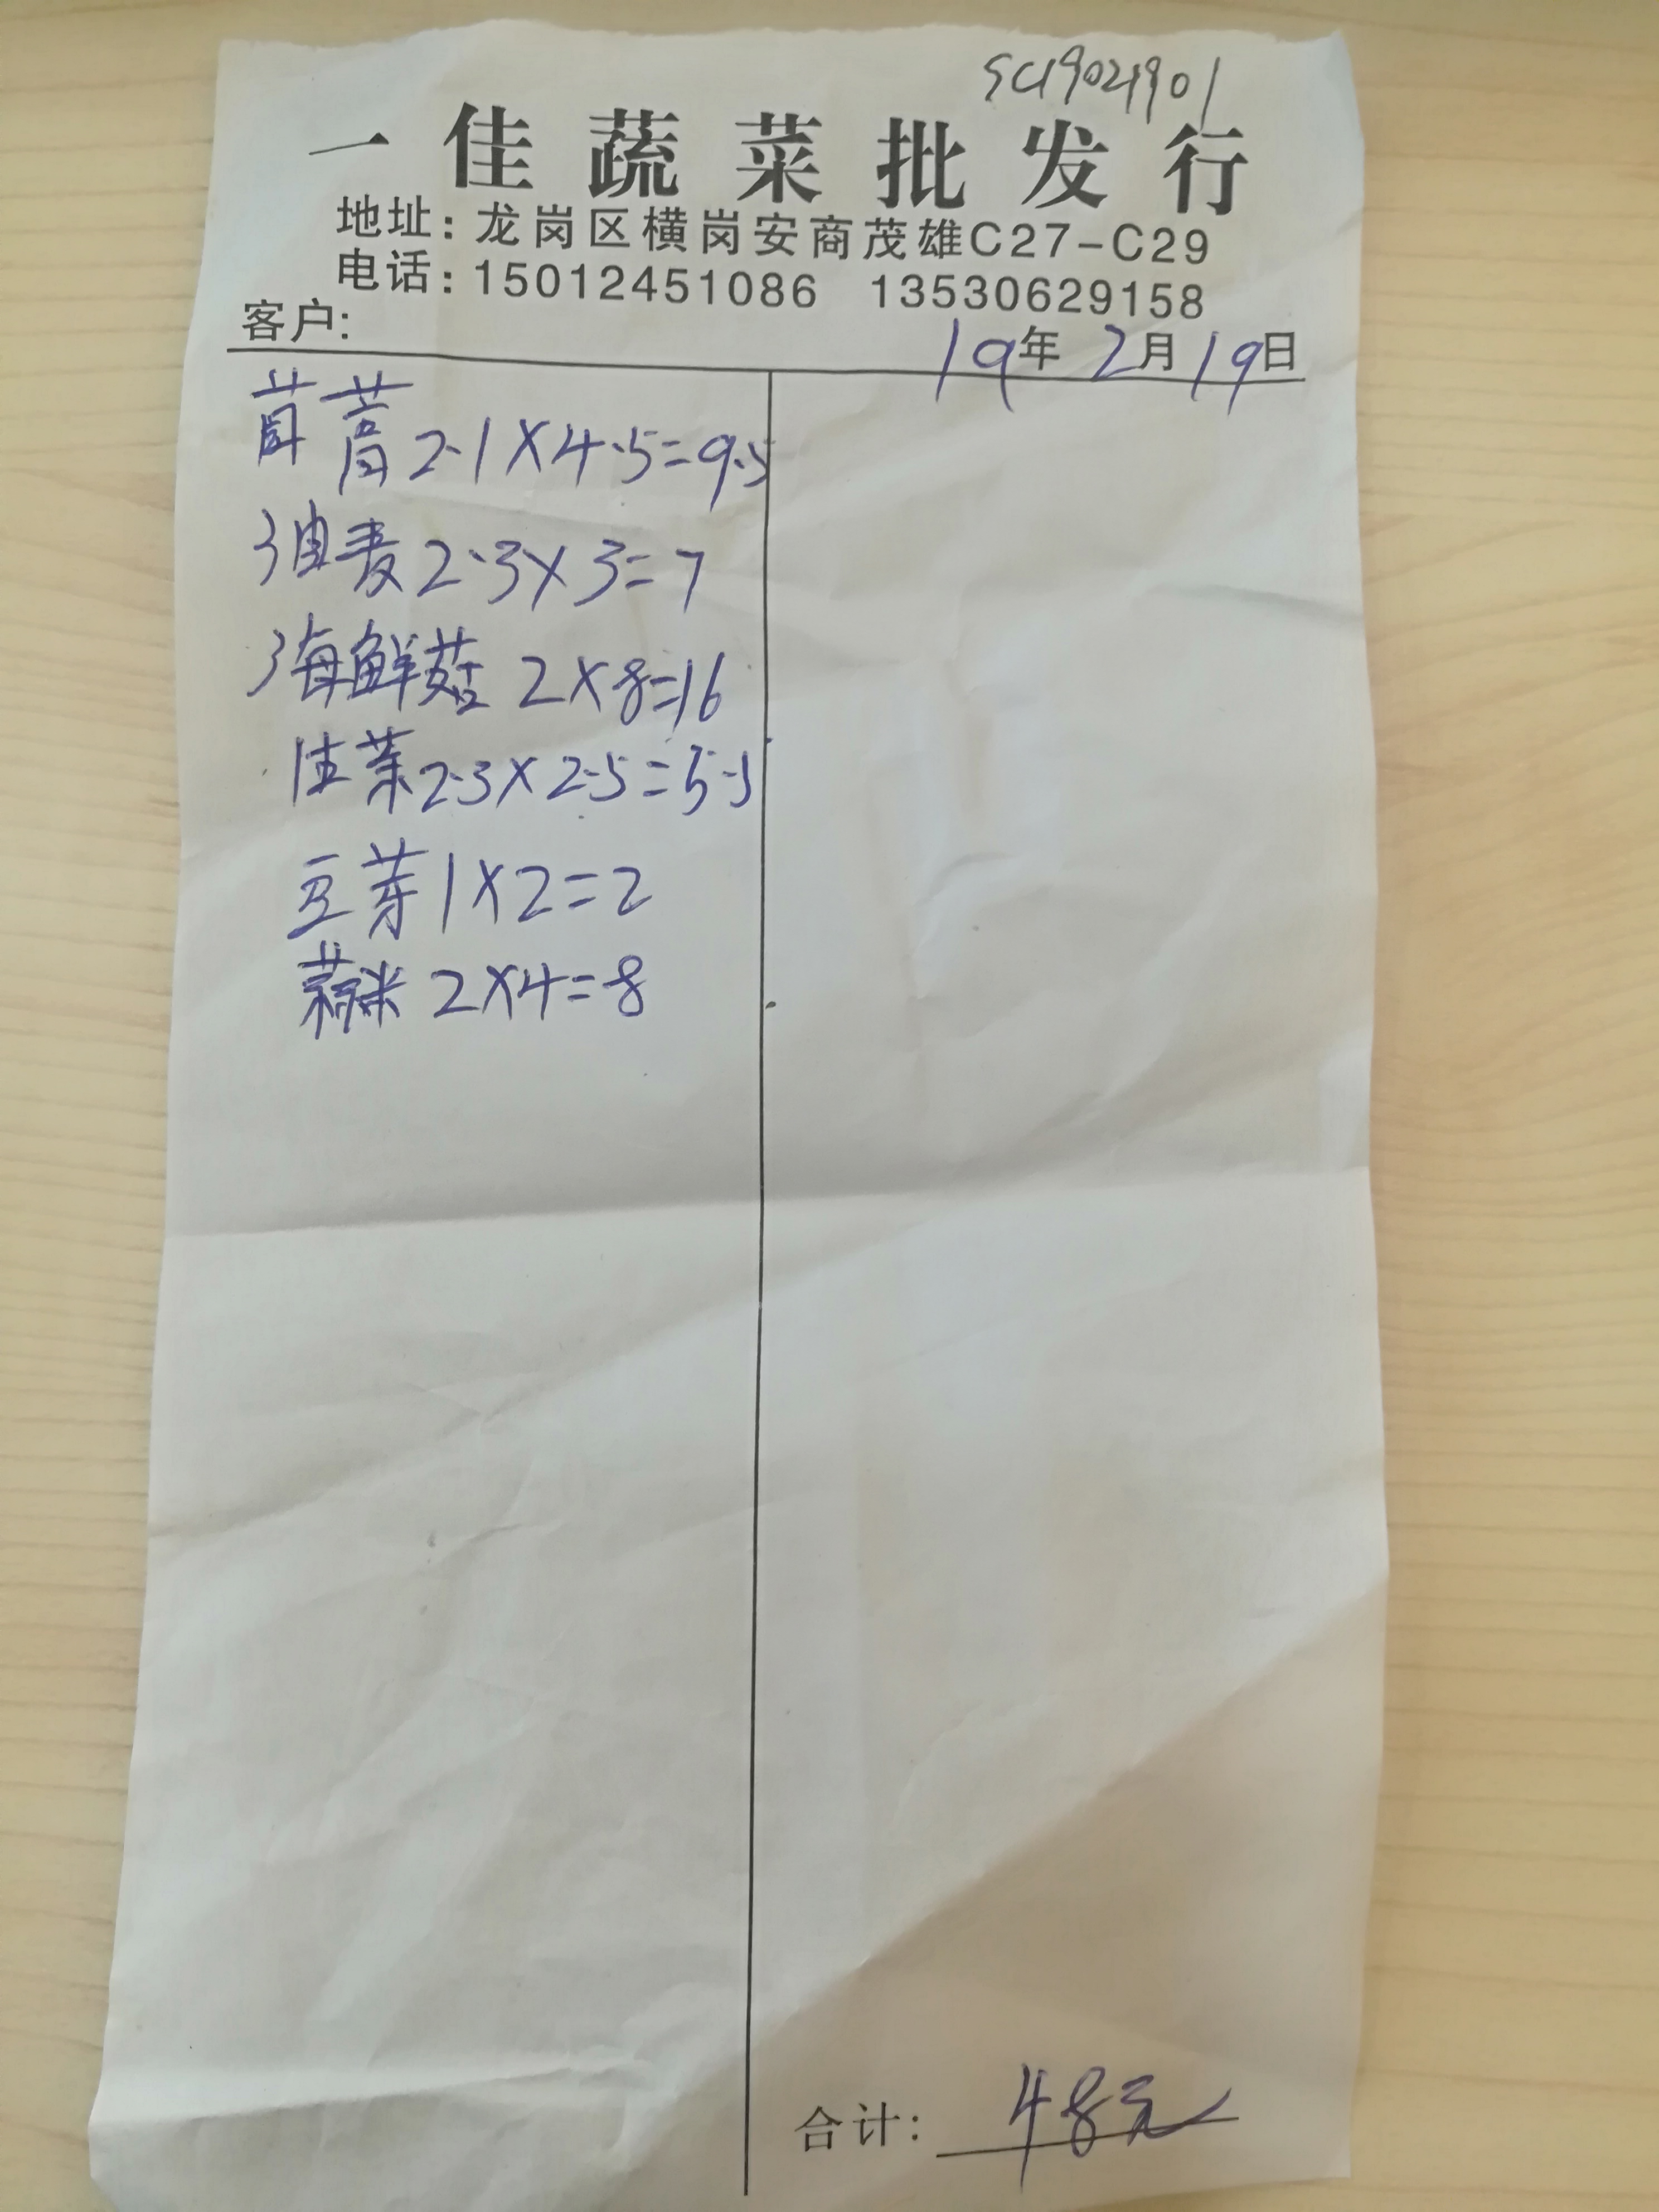 SC19021901
一佳蔬菜批发行
地址：龙岗区横岗安商茂雄C27-C29
电话：15012451086 13530629158
客户：
19年 2月 19日
茼蒿 2.1×4.5=9.5
油麦 2.3×3=7
海鲜菇 2×8=16
2.3×2.5=5.5
豆芽 1×2=2
蒜米 2×4=8
合计：48元